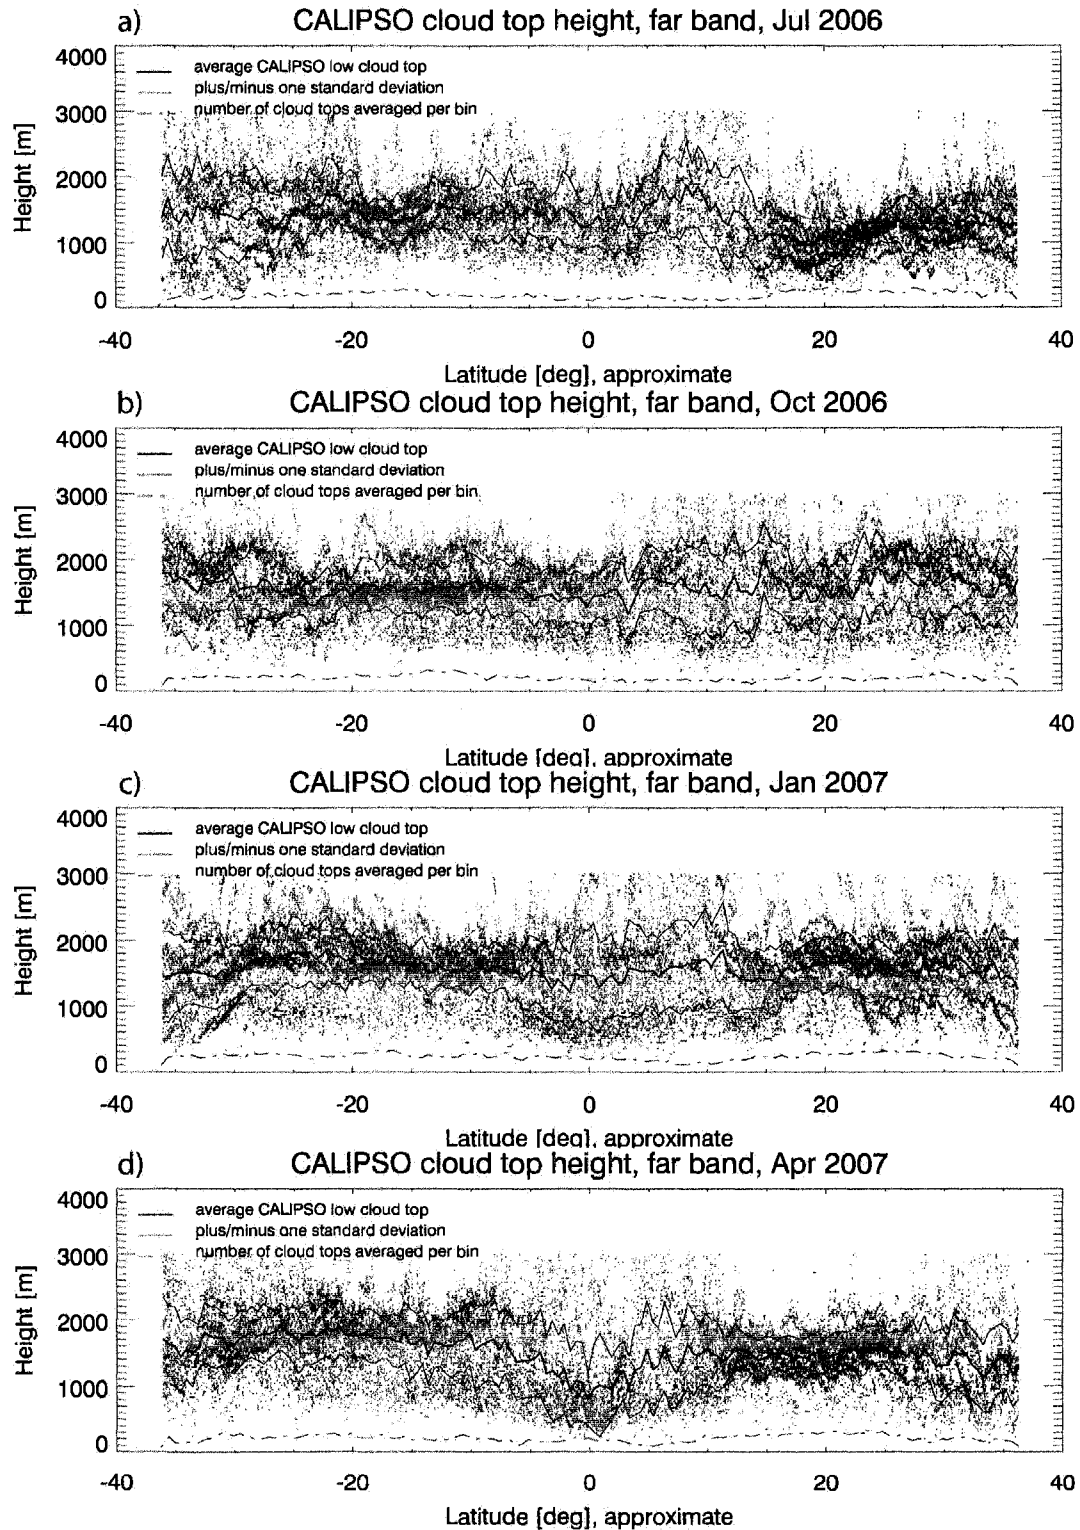 a) CALIPSO cloud top height, far band, Jul 2006
4000
average CALIPSO low cloud top
plus/minus one standard deviation
number of cloud tops averaged per bin
3000
Height [m]
2000
1000
0
-40 -20 0 20 40
Latitude [deg], approximate
b) CALIPSO cloud top height, far band, Oct 2006
4000
average CALIPSO low cloud top
plus/minus one standard deviation
number of cloud tops averaged per bin
3000
Height [m]
2000
1000
0
-40 -20 0 20 40
Latitude [deg], approximate
c) CALIPSO cloud top height, far band, Jan 2007
4000
average CALIPSO low cloud top
plus/minus one standard deviation
number of cloud tops averaged per bin
3000
Height [m]
2000
1000
0
-40 -20 0 20 40
Latitude [deg], approximate
d) CALIPSO cloud top height, far band, Apr 2007
4000
average CALIPSO low cloud top
plus/minus one standard deviation
number of cloud tops averaged per bin
3000
Height [m]
2000
1000
0
-40 -20 0 20 40
Latitude [deg], approximate